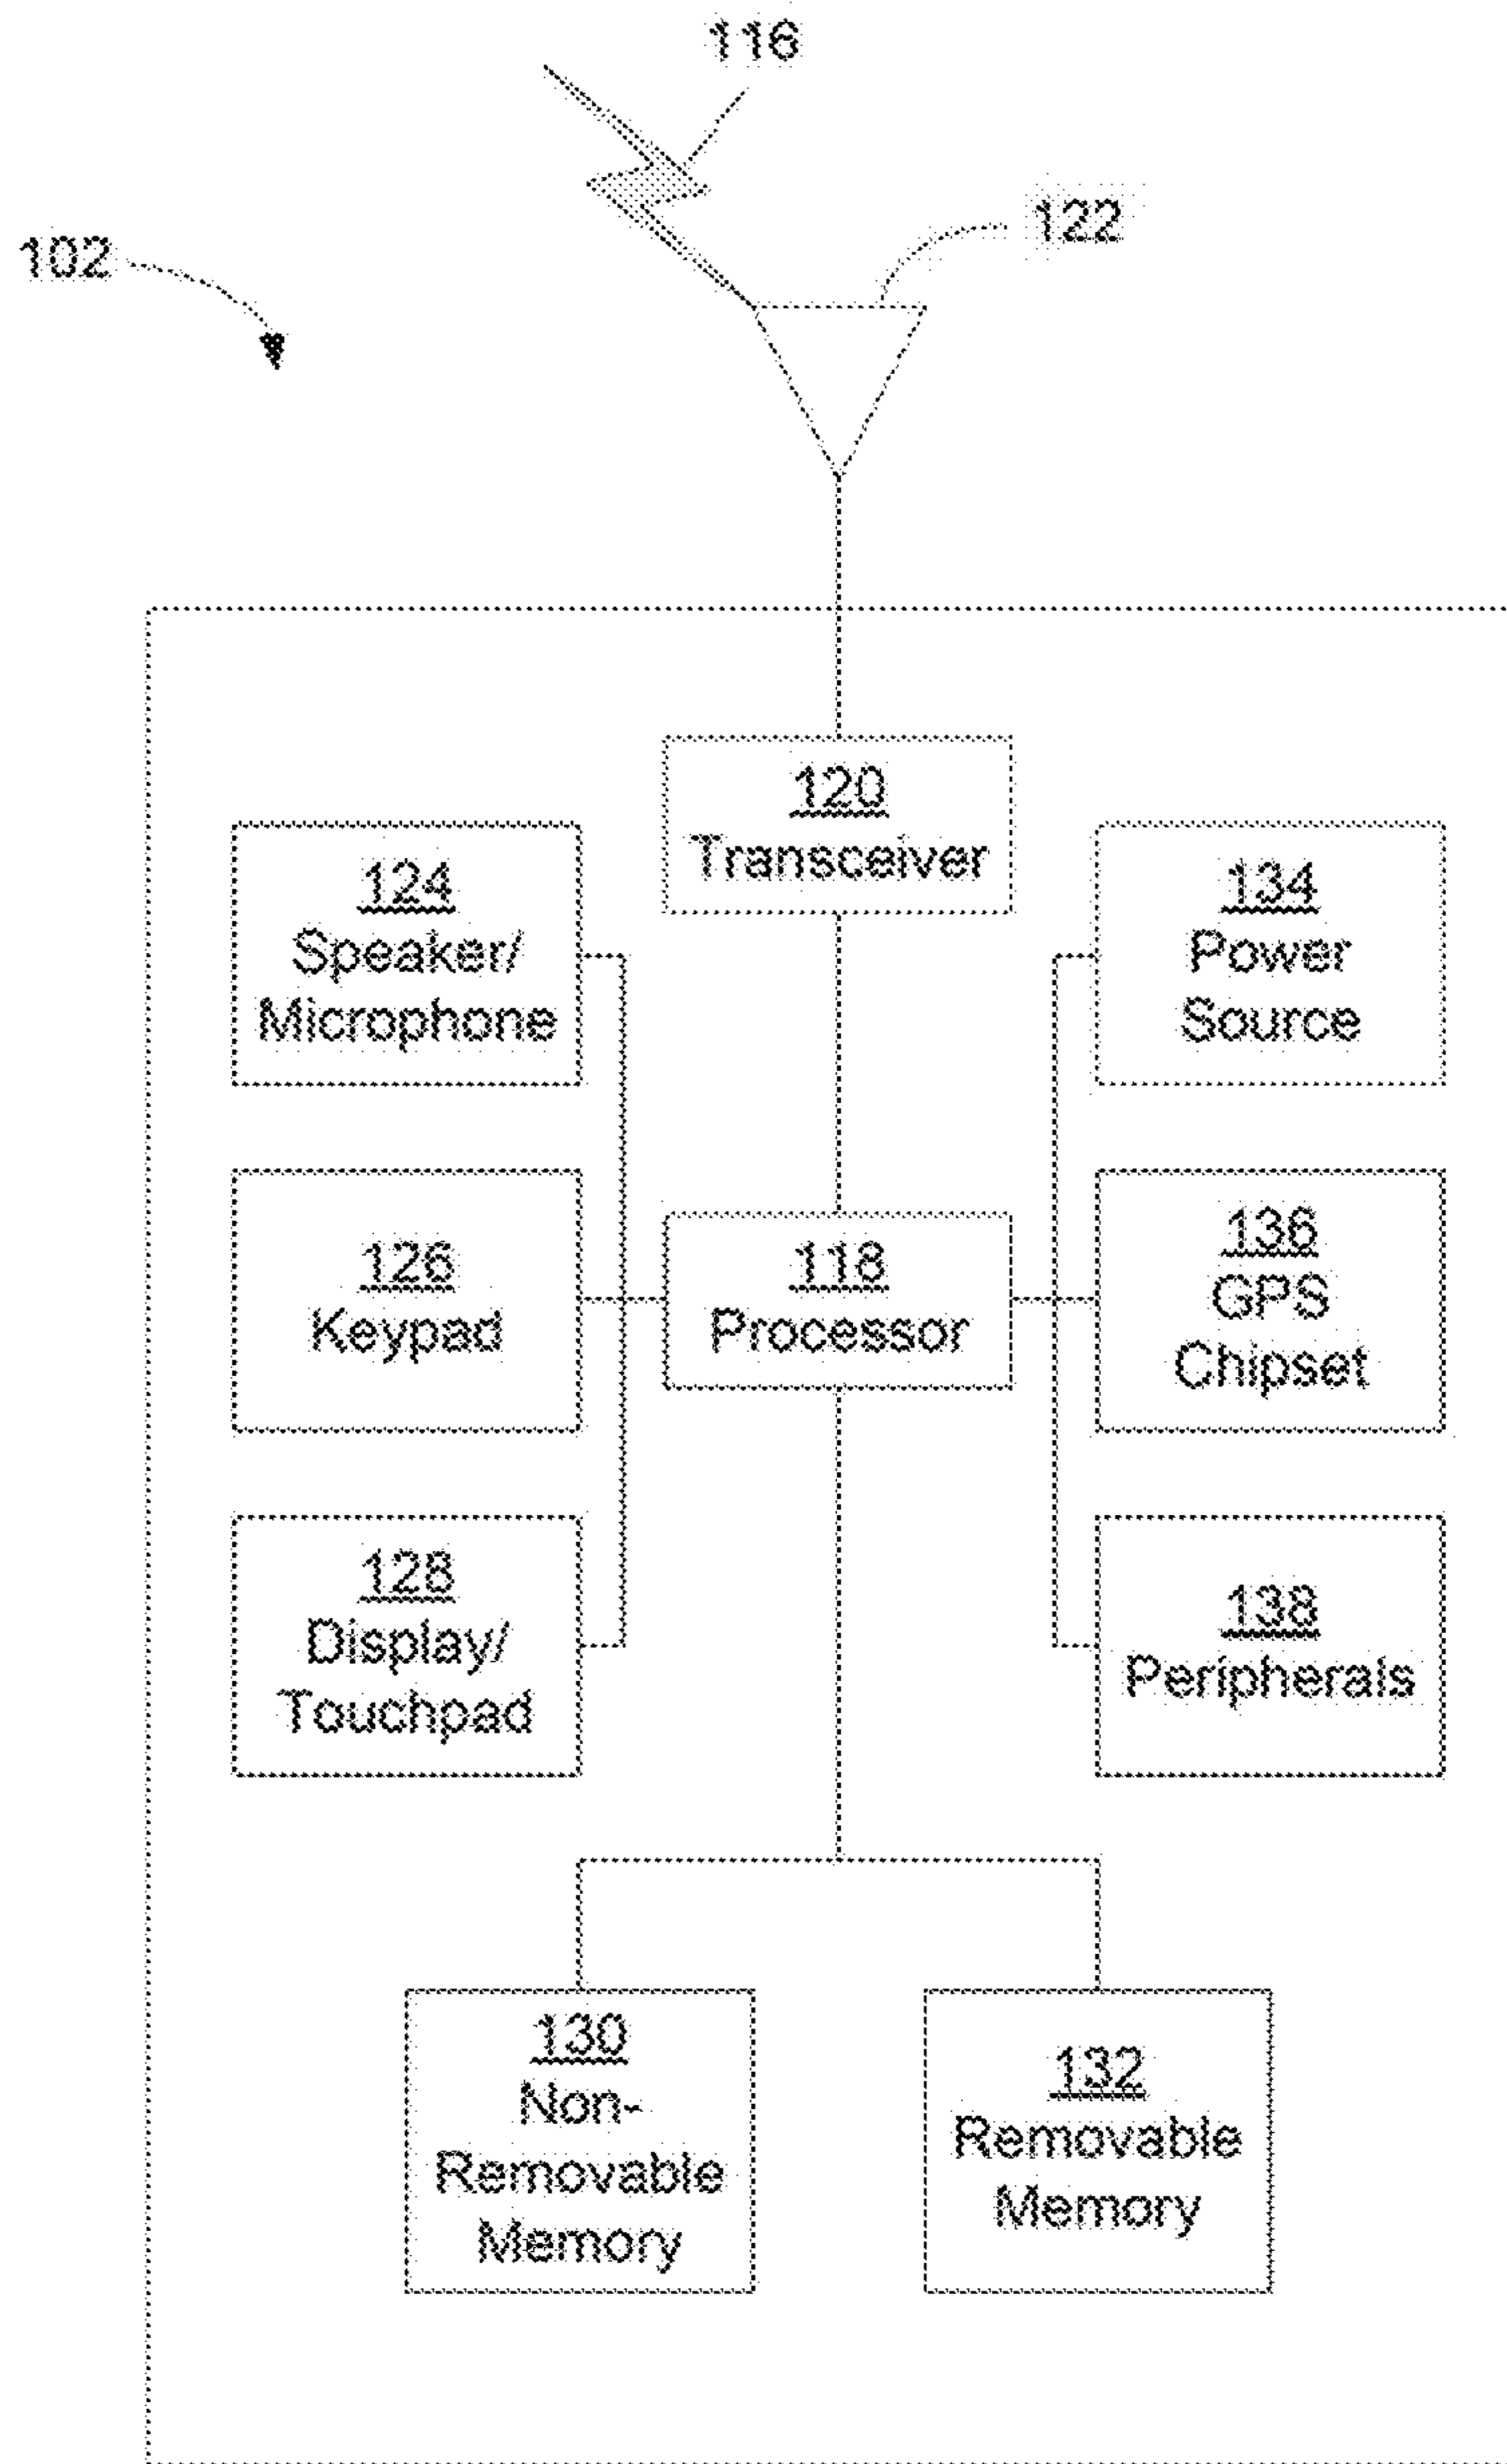 116
122
102
120
Transceiver
124
Speaker/
Microphone
134
Power
Source
126
Keypad
118
Processor
136
GPS
Chipset
128
Display/
Touchpad
138
Peripherals
130
Non-
Removable
Memory
132
Removable
Memory